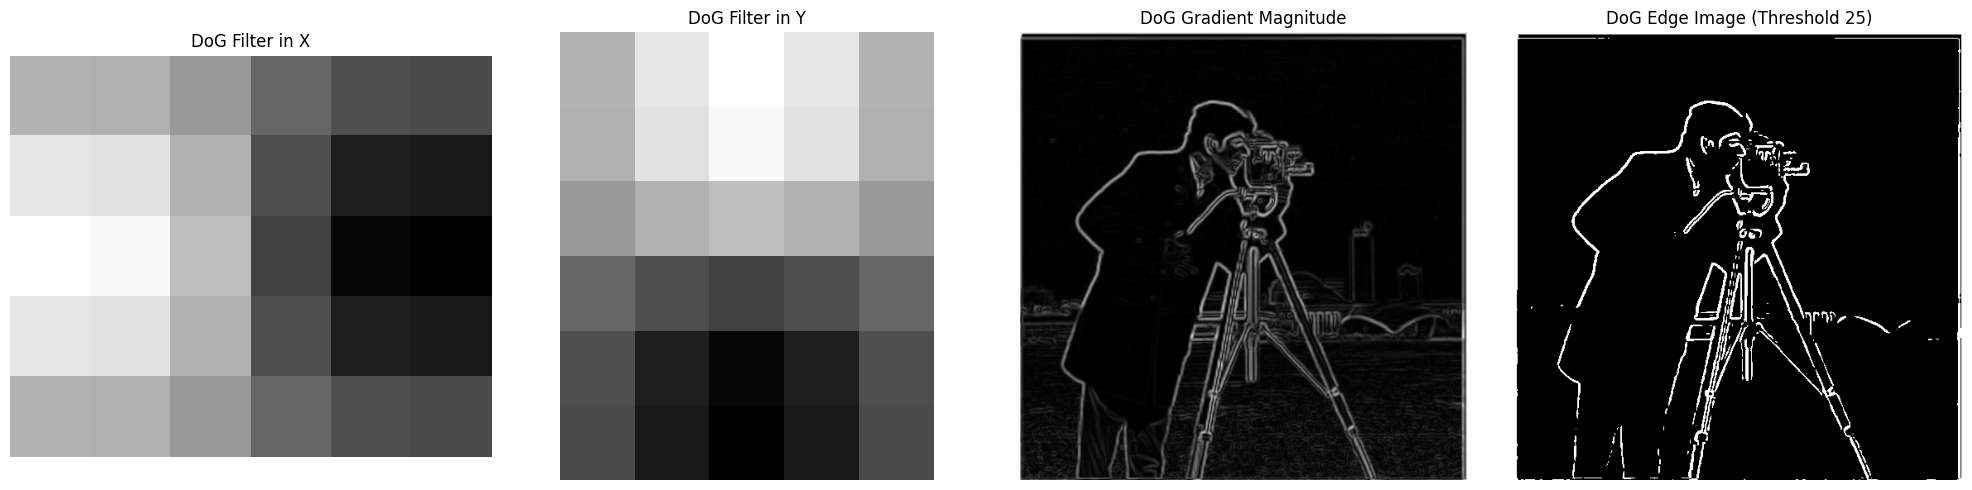 DoG Filter in X
DoG Filter in Y
DoG Gradient Magnitude
DoG Edge Image (Threshold 25)